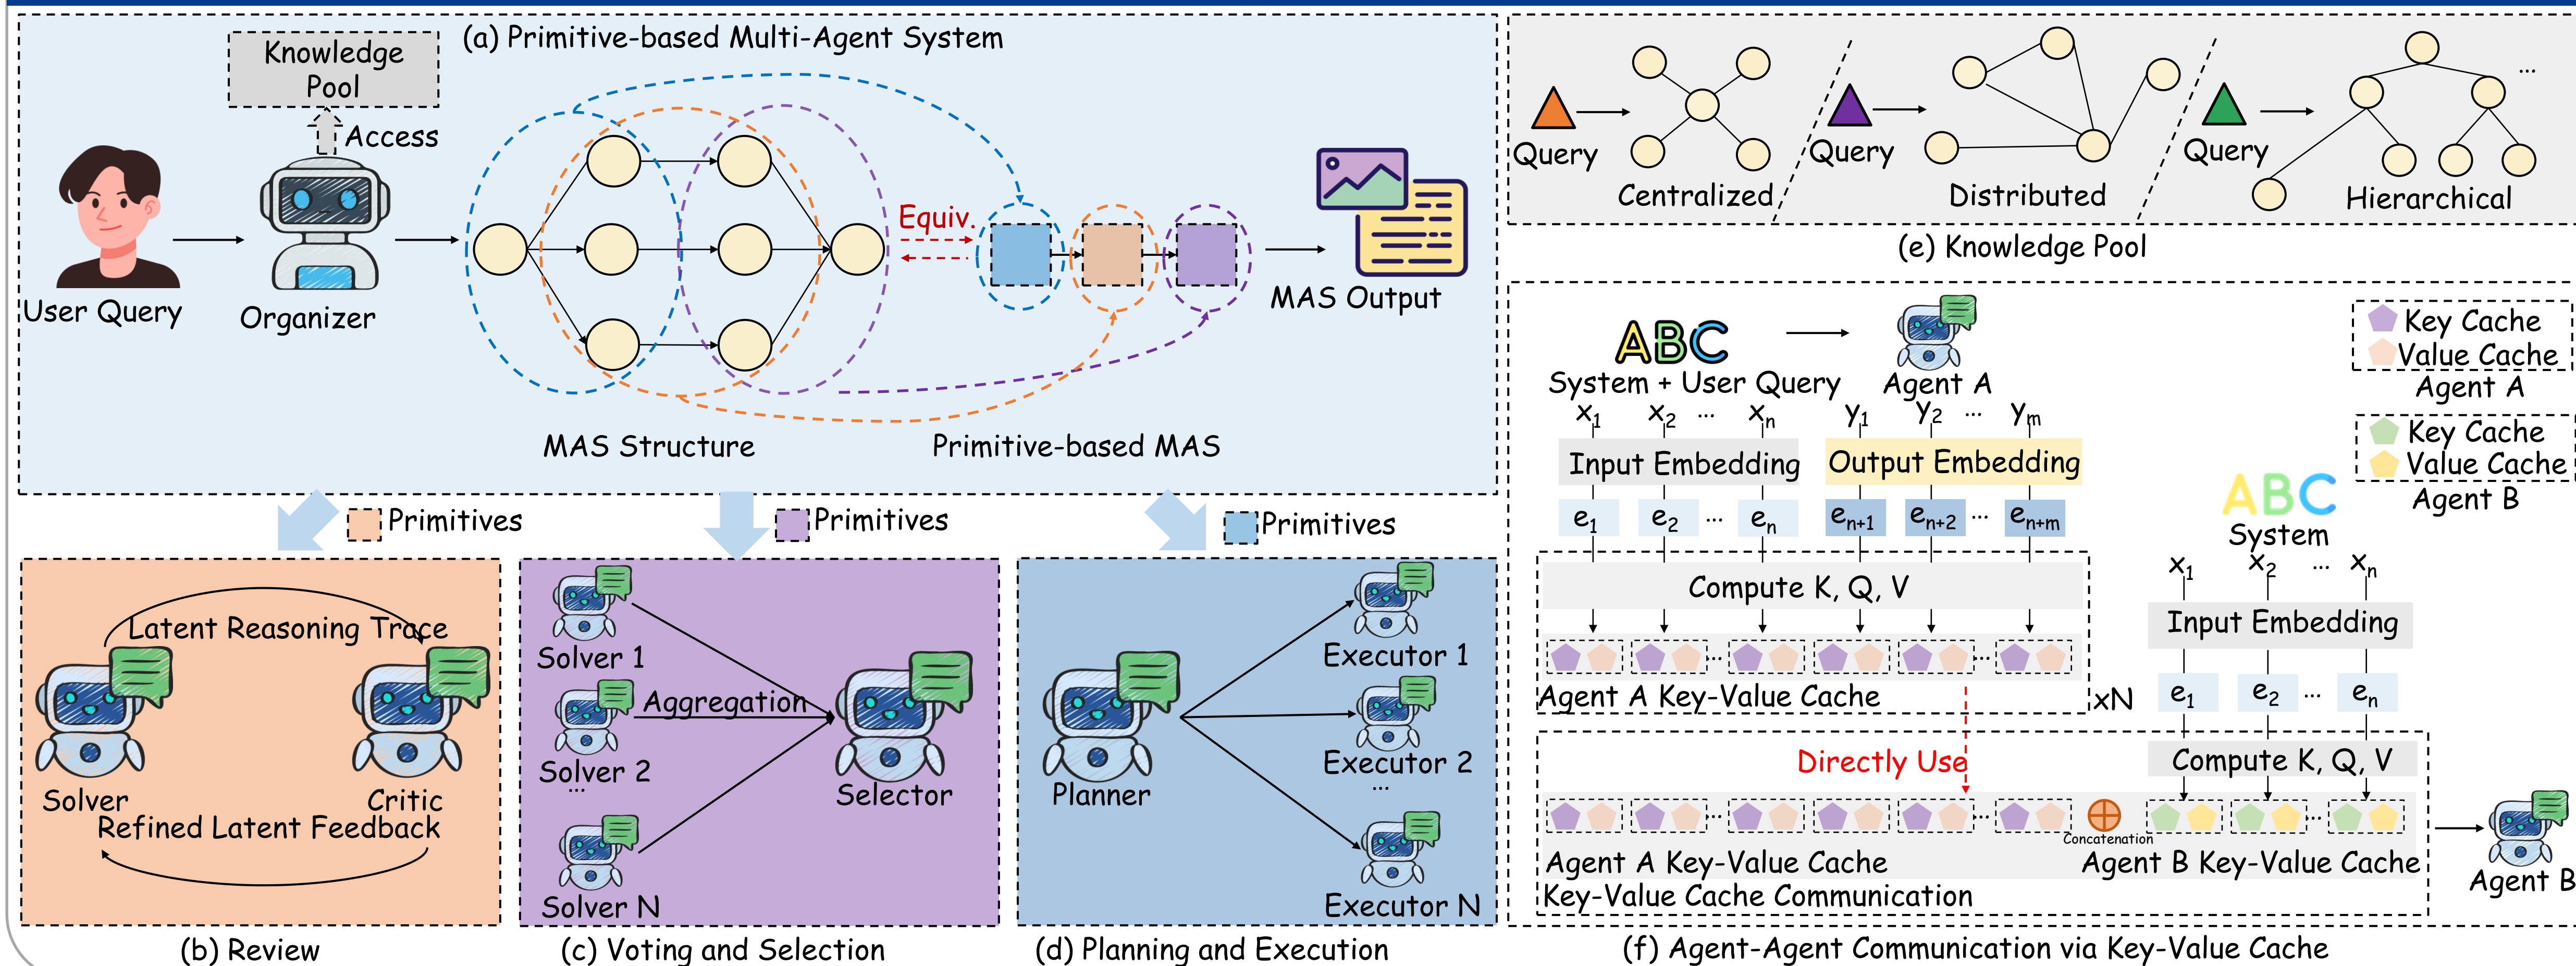 (a) Primitive-based Multi-Agent System
Knowledge
Pool
Access
User Query
Organizer
Equiv.
MAS Output
MAS Structure
Primitive-based MAS
Primitives
Primitives
Primitives
Latent Reasoning Trace
Solver
Critic
Refined Latent Feedback
(b) Review
Solver 1
Aggregation
Solver 2
...
Selector
Solver N
(c) Voting and Selection
Executor 1
Planner
Executor 2
...
Executor N
(d) Planning and Execution
Query
Centralized
Query
Distributed
Query
...
Hierarchical
(e) Knowledge Pool
ABC
System + User Query
Agent A
Key Cache
Value Cache
Agent A
Key Cache
Value Cache
Agent B
x1 x2 ... xn y1 y2 ... ym
Input Embedding
Output Embedding
e1 e2 ... en en+1 en+2 ... en+m
Compute K, Q, V
... ...
Agent A Key-Value Cache
xN
ABC
System
x1 x2 ... xn
Input Embedding
e1 e2 ... en
Compute K, Q, V
Directly Use
... ... ...
Concatenation
Agent A Key-Value Cache
Agent B Key-Value Cache
Key-Value Cache Communication
Agent B
(f) Agent-Agent Communication via Key-Value Cache